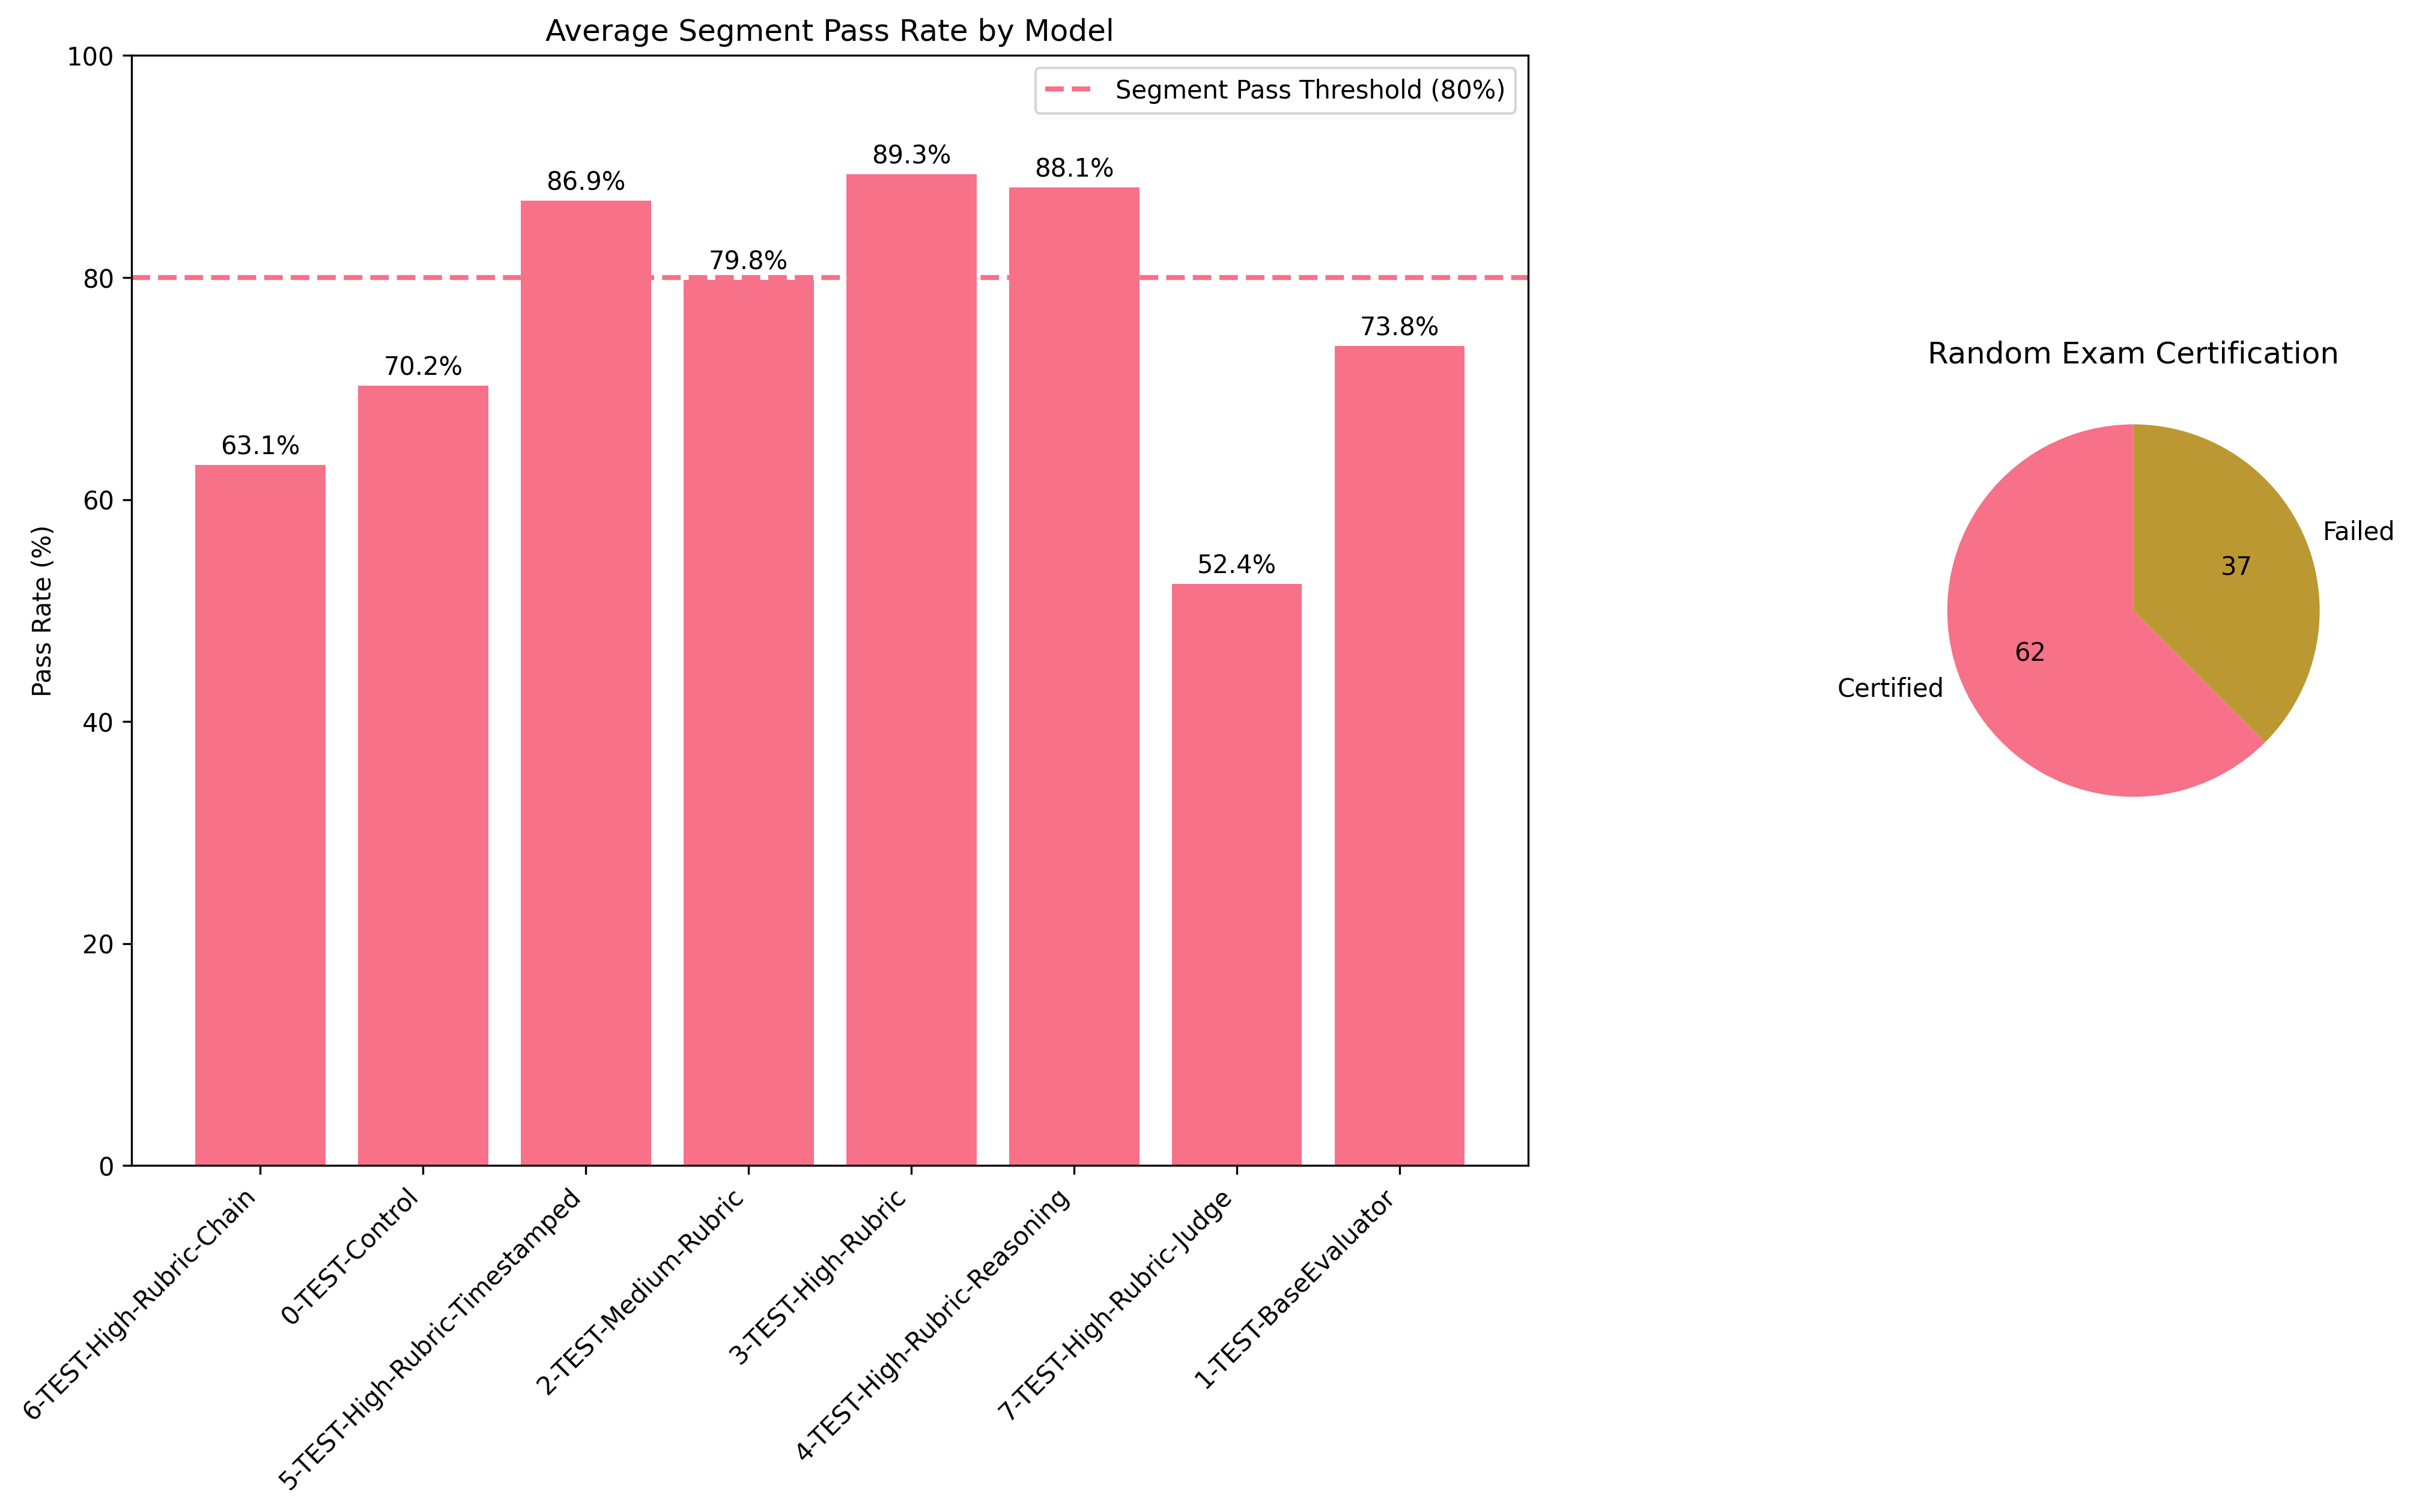 Average Segment Pass Rate by Model
100
80
60
40
20
0
Pass Rate (%)
Segment Pass Threshold (80%)
63.1%
70.2%
86.9%
79.8%
89.3%
88.1%
52.4%
73.8%
6-TEST-High-Rubric-Chain
0-TEST-Control
5-TEST-High-Rubric-Timestamped
2-TEST-Medium-Rubric
3-TEST-High-Rubric
4-TEST-High-Rubric-Reasoning
7-TEST-High-Rubric-Judge
1-TEST-BaseEvaluator
Random Exam Certification
Failed
37
62
Certified